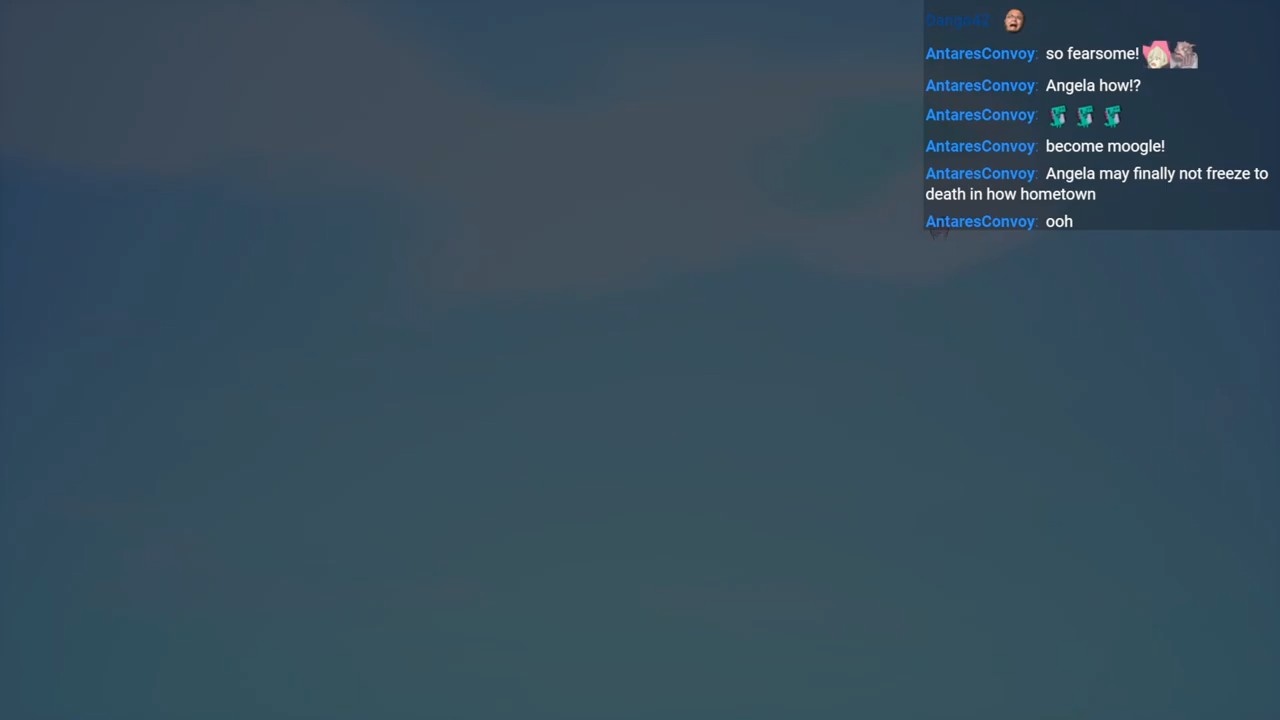 Dango42
AntaresConvoy: so fearsome!
AntaresConvoy: Angela how!?
AntaresConvoy:
AntaresConvoy: become moogle!
AntaresConvoy: Angela may finally not freeze to
death in how hometown
AntaresConvoy: ooh